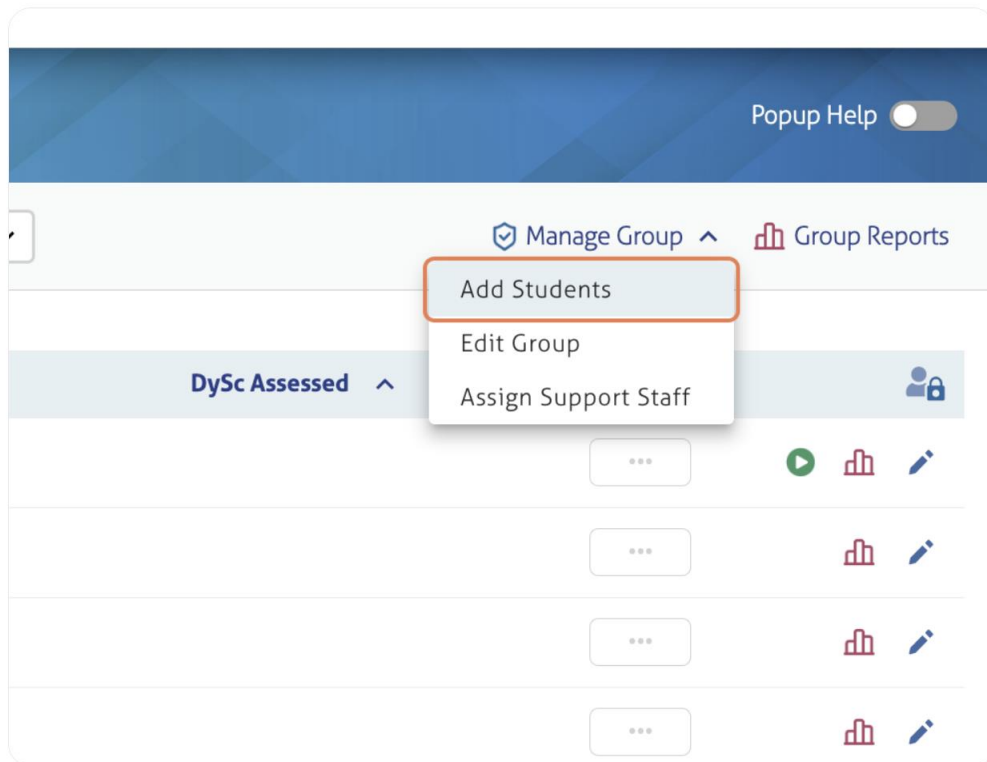 Popup Help
Manage Group
Group Reports
Add Students
Edit Group
DySc Assessed
Assign Support Staff